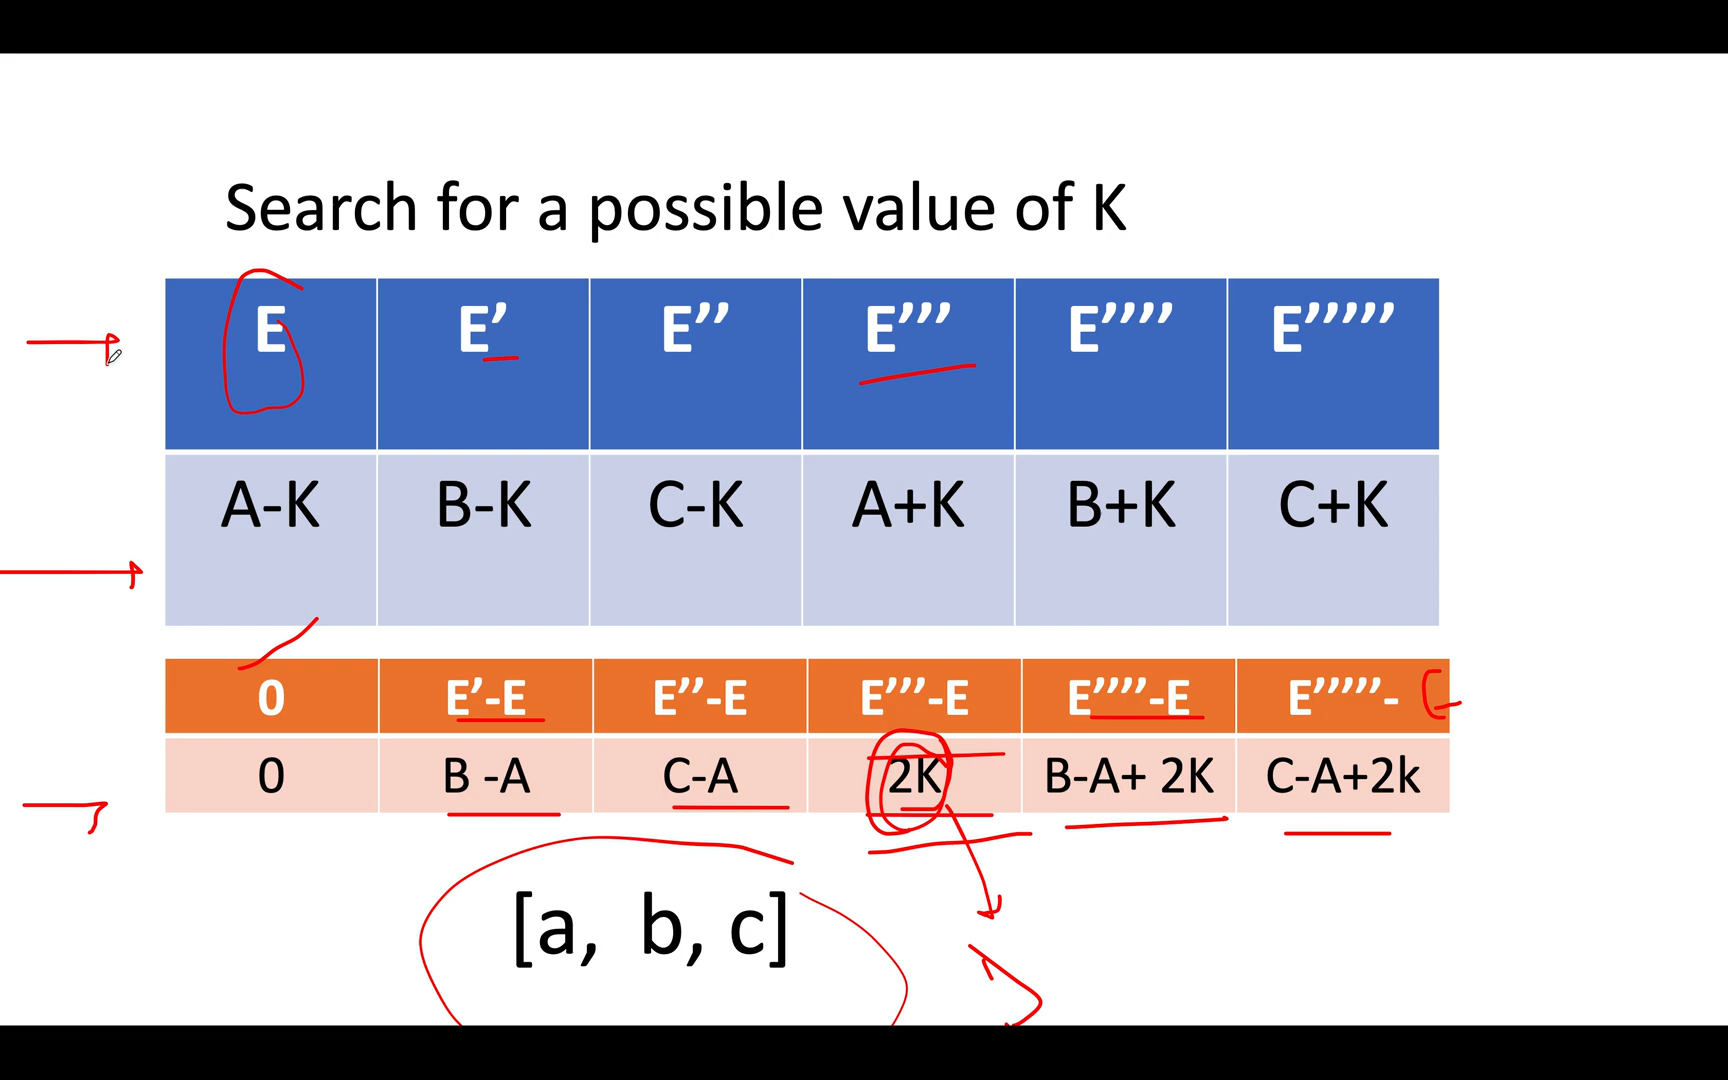 Search for a possible value of K
E E’ E’’ E’’’ E’’’’ E’’’’’
A-K B-K C-K A+K B+K C+K
0 E’-E E’’-E E’’’-E E’’’’-E E’’’’’- E
0 B -A C-A 2K B-A+ 2K C-A+2k
[a, b, c]